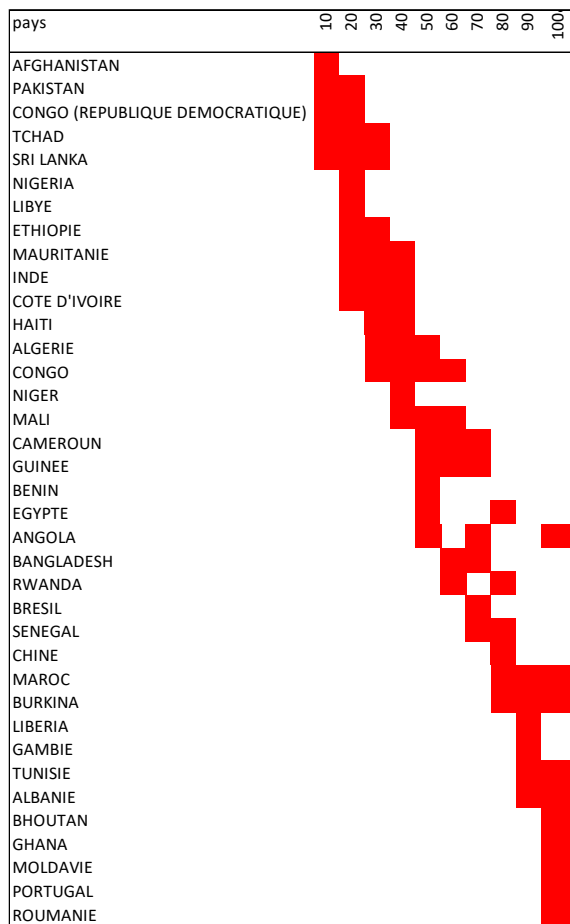 pays 10 20 30 40 50 60 70 80 90 100
AFGHANISTAN
PAKISTAN
CONGO (REPUBLIQUE DEMOCRATIQUE)
TCHAD
SRI LANKA
NIGERIA
LIBYE
ETHIOPIE
MAURITANIE
INDE
COTE D'IVOIRE
HAITI
ALGERIE
CONGO
NIGER
MALI
CAMEROUN
GUINEE
BENIN
EGYPTE
ANGOLA
BANGLADESH
RWANDA
BRESIL
SENEGAL
CHINE
MAROC
BURKINA
LIBERIA
GAMBIE
TUNISIE
ALBANIE
BHOUTAN
GHANA
MOLDAVIE
PORTUGAL
ROUMANIE